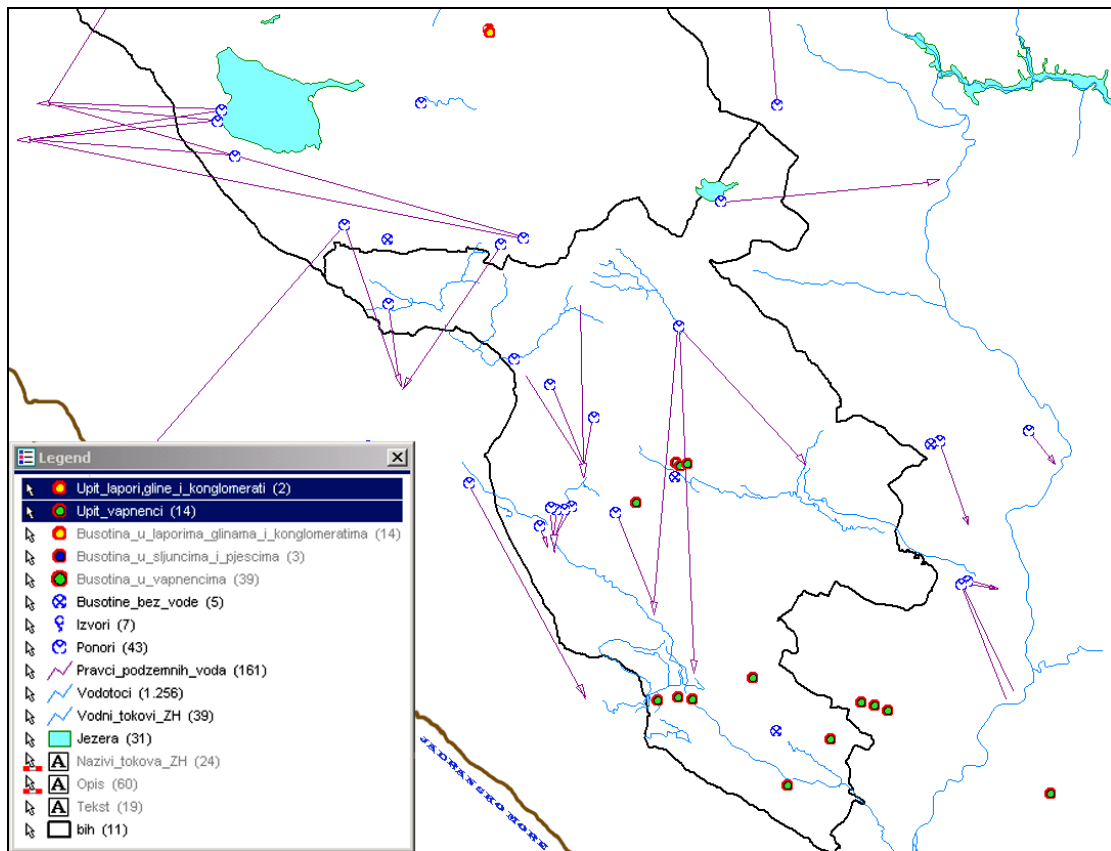 Legend
Upit_lapori,gline_i_konglomerati (2)
Upit_vapnenci (14)
Busotina_u_laporima_glinama_i_konglomeratima (14)
Busotina_u_sljuncima_i_pjescima (3)
Busotina_u_vapnencima (39)
Busotine_bez_vode (5)
Izvori (7)
Ponori (43)
Pravci_podzemnih_voda (161)
Vodotoci (1.256)
Vodni_tokovi_ZH (39)
Jezera (31)
A Nazivi_tokova_ZH (24)
A Opis (60)
A Tekst (19)
bih (11)
JADRANSKO MORE